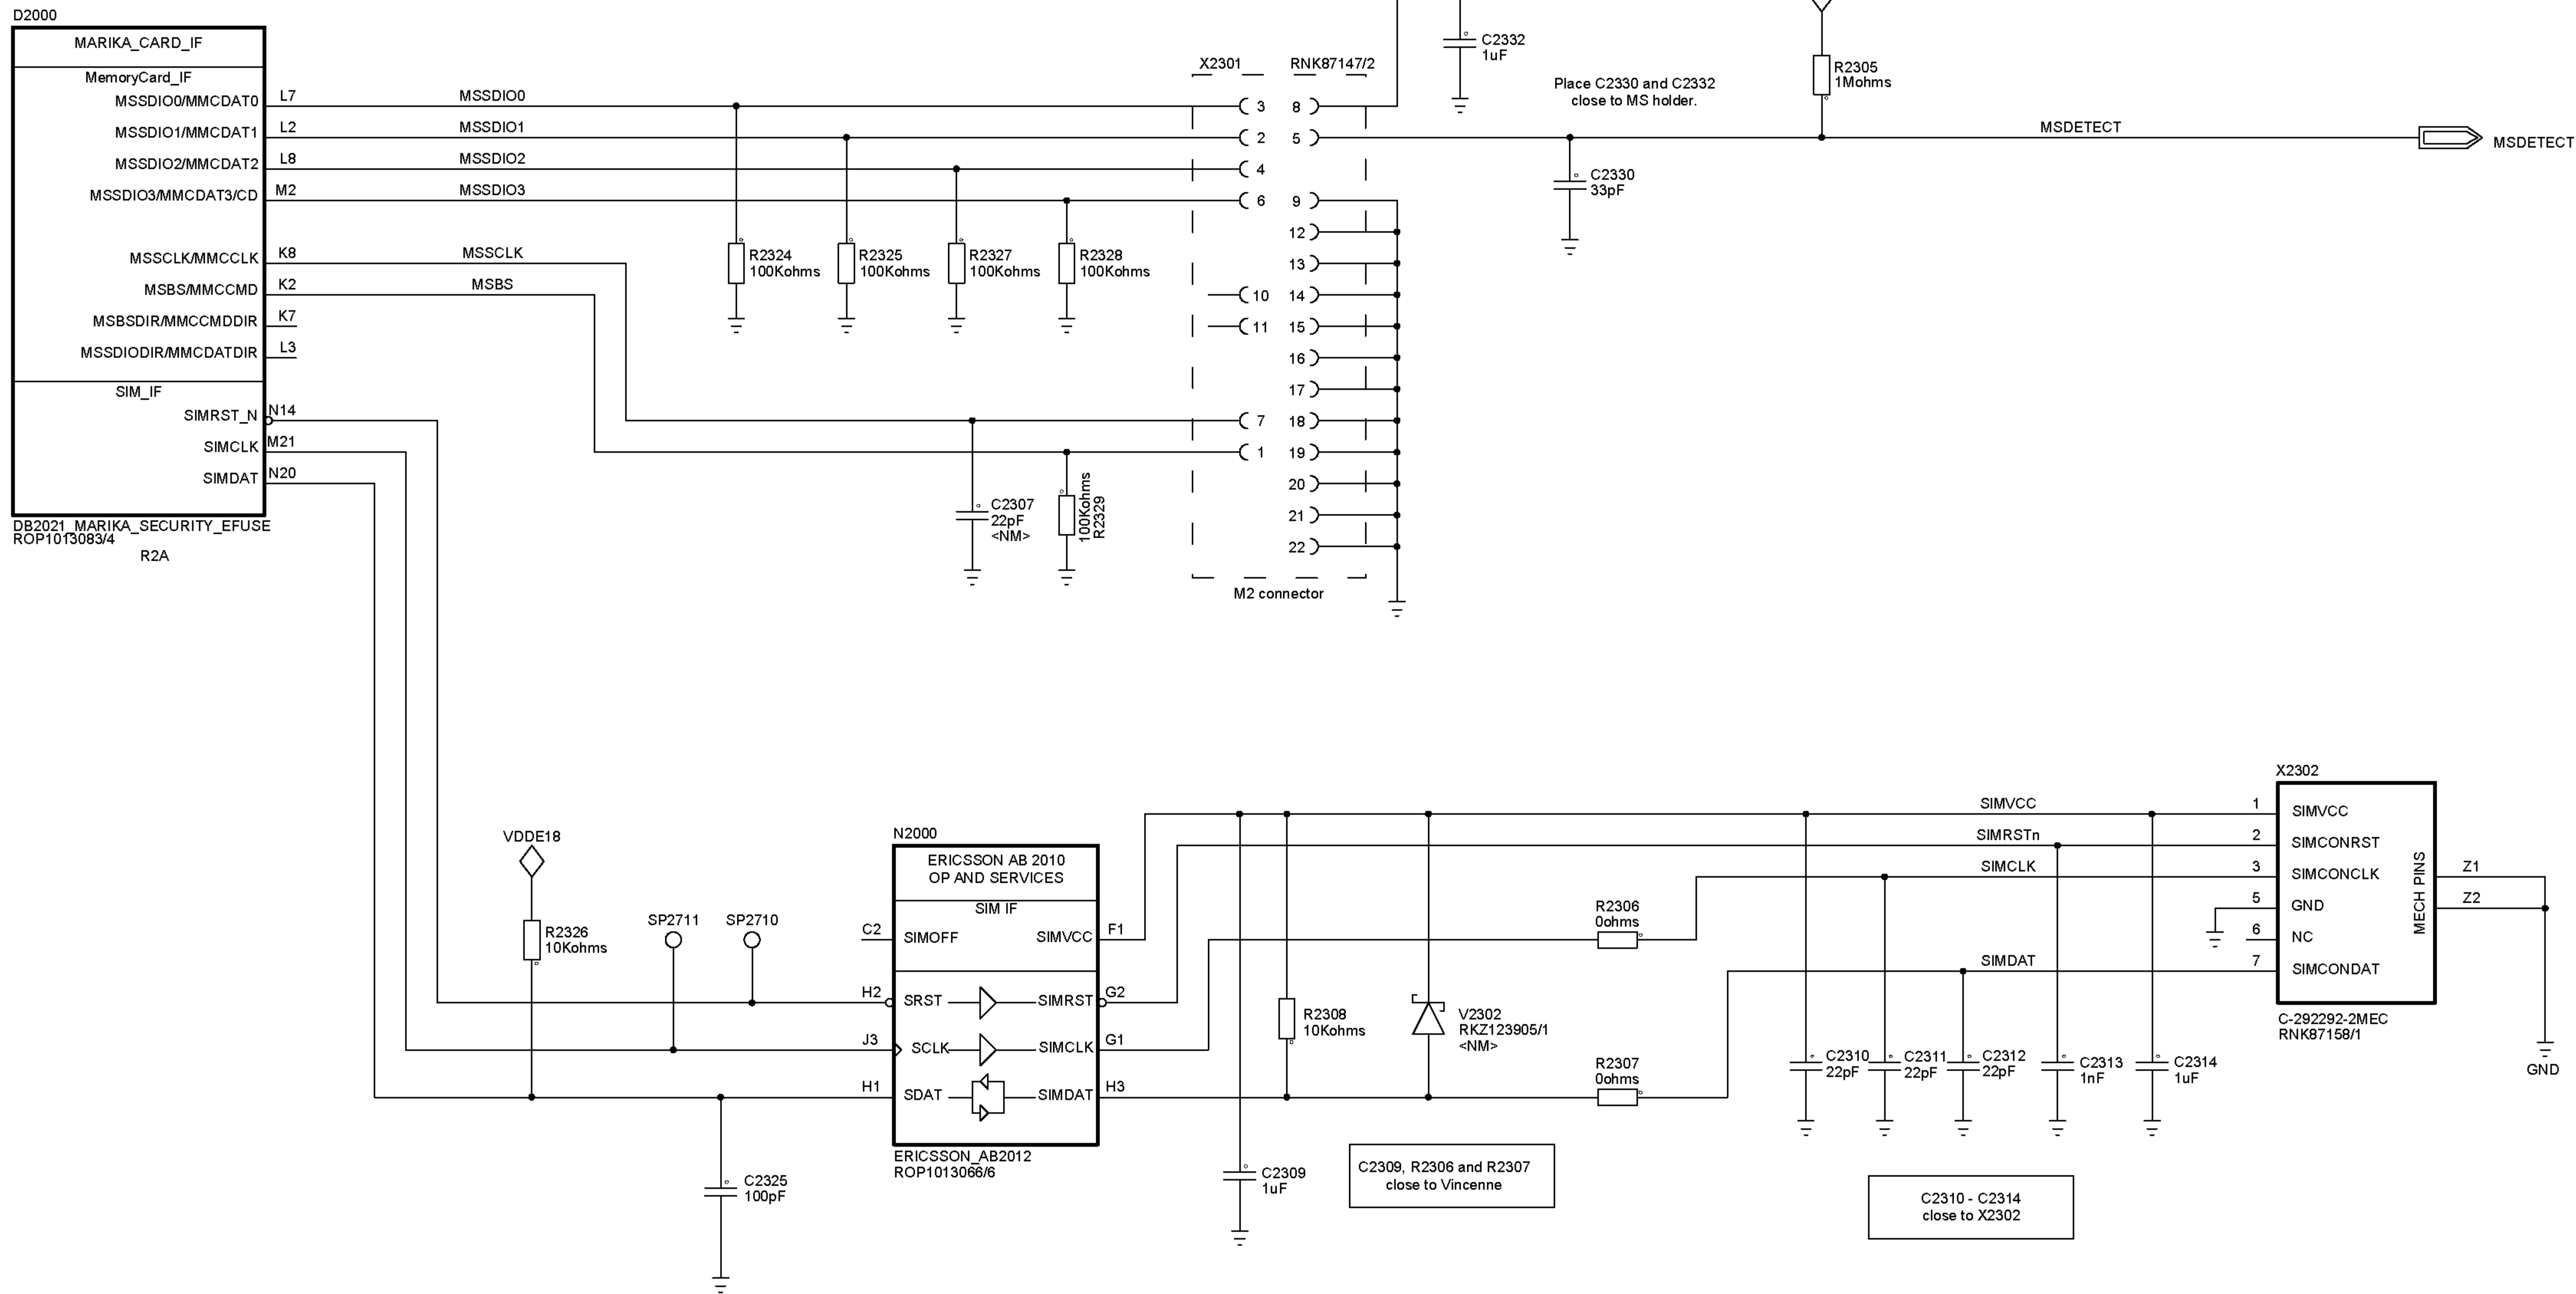 D2000
MARIKA_CARD_IF
MemoryCard_IF
MSSDIO0/MMCDAT0
L7
MSSDIO0
MSSDIO1/MMCDAT1
L2
MSSDIO1
MSSDIO2/MMCDAT2
L8
MSSDIO2
MSSDIO3/MMCDAT3/CD
M2
MSSDIO3
MSSCLK/MMCCLK
K8
MSSCLK
MSBS/MMCCMD
K2
MSBS
MSBSDIR/MMCCMDDIR
K7
MSSDIODIR/MMCDATDIR
L3
SIM_IF
SIMRST_N
N14
SIMCLK
M21
SIMDAT
N20
DB2021_MARIKA_SECURITY_EFUSE
ROP1013083/4
R2A
R2324
100Kohms
R2325
100Kohms
R2327
100Kohms
R2328
100Kohms
C2307
22pF
<NM>
100Kohms
R2329
X2301
RNK87147/2
3 8
2 5
4
6 9
12
13
10 14
11 15
16
17
7 18
1 19
20
21
22
M2 connector
C2332
1uF
Place C2330 and C2332
close to MS holder.
R2305
1Mohms
MSDETECT
MSDETECT
C2330
33pF
VDDE18
R2326
10Kohms
SP2711
SP2710
C2325
100pF
N2000
ERICSSON AB 2010
OP AND SERVICES
SIM IF
C2
SIMOFF
SIMVCC
F1
H2
SRST
SIMRST
G2
J3
SCLK
SIMCLK
G1
H1
SDAT
SIMDAT
H3
ERICSSON_AB2012
ROP1013066/6
C2309
1uF
R2308
10Kohms
V2302
RKZ123905/1
<NM>
R2306
0ohms
R2307
0ohms
C2309, R2306 and R2307
close to Vincenne
C2310
22pF
C2311
22pF
C2312
22pF
C2313
1nF
C2314
1uF
C2310 - C2314
close to X2302
X2302
SIMVCC
1
SIMVCC
SIMRSTn
2
SIMCONRST
SIMCLK
3
SIMCONCLK
5
GND
6
NC
SIMDAT
7
SIMCONDAT
MECH PINS
Z1
Z2
C-292292-2MEC
RNK87158/1
GND